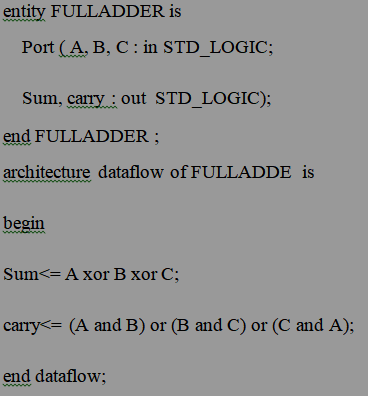 entity FULLADDER is
Port ( A, B, C : in STD_LOGIC;
Sum, carry : out STD_LOGIC);
end FULLADDER ;
architecture dataflow of FULLADDE is
begin
Sum<= A xor B xor C;
carry<= (A and B) or (B and C) or (C and A);
end dataflow;